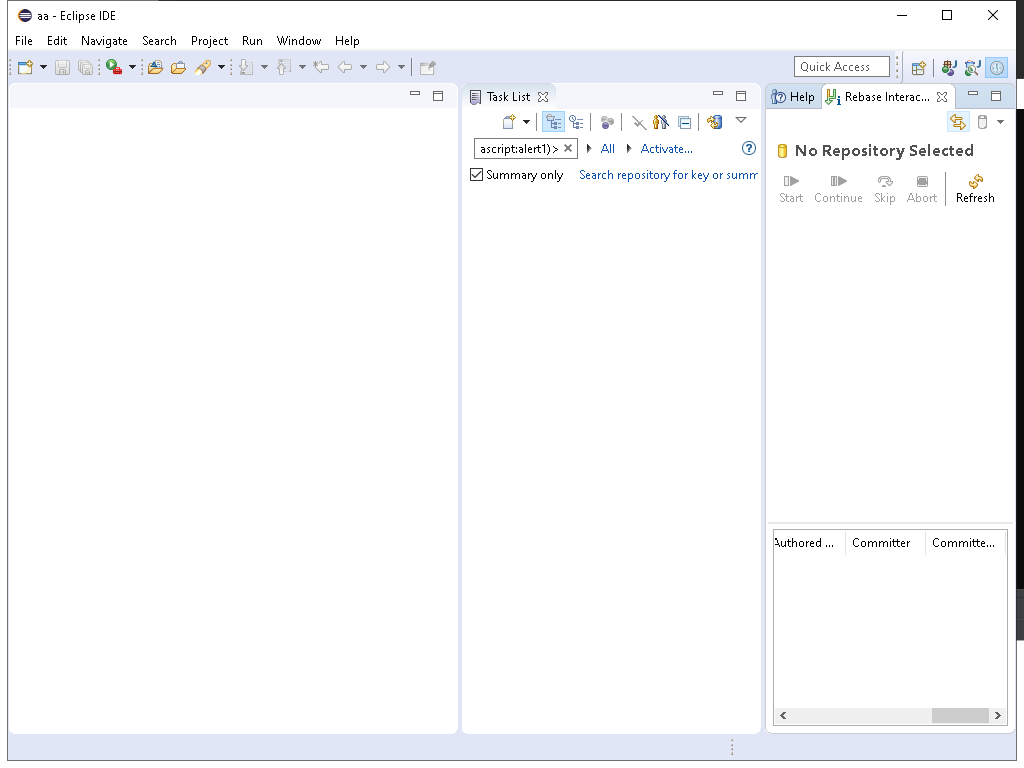 aa - Eclipse IDE
File Edit Navigate Search Project Run Window Help
Quick Access
Task List
Help
Rebase Interac...
ascript:alert1)>
All
Activate...
Summary only
Search repository for key or summ
No Repository Selected
Start Continue Skip Abort Refresh
Authored ... Committer Committe...